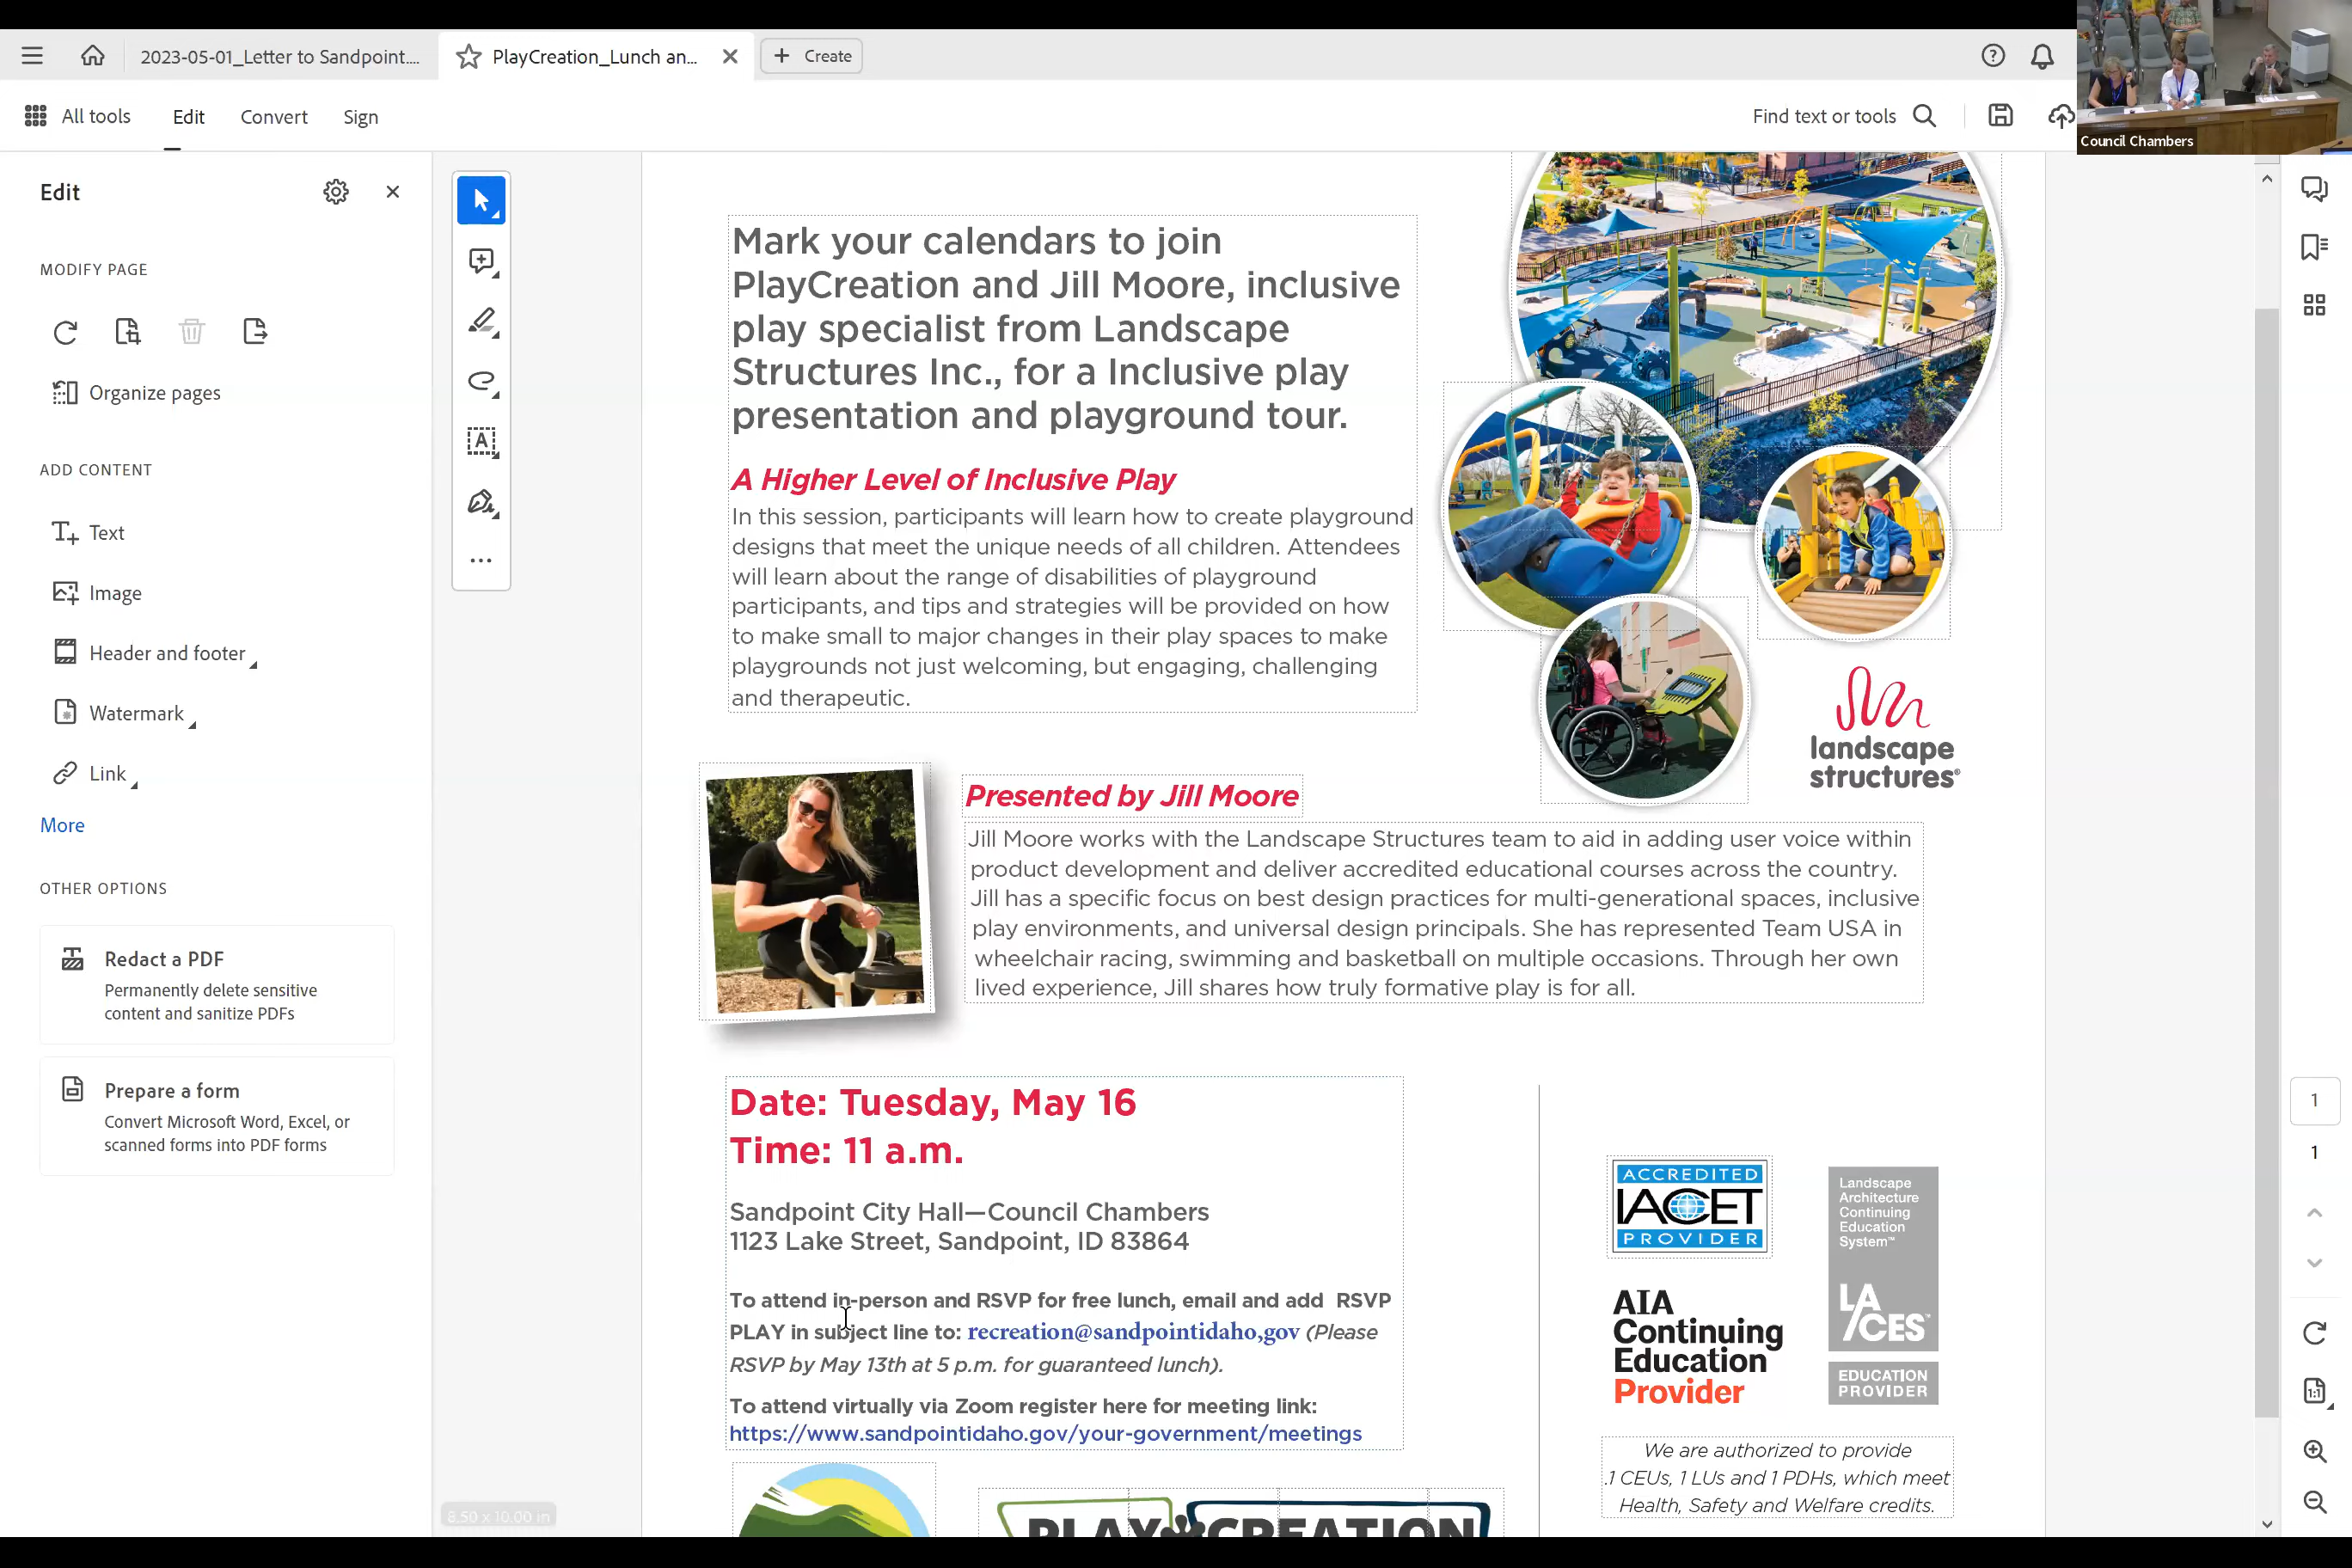 2023-05-01_Letter to Sandpoint....
PlayCreation_Lunch an...
Create
All tools
Edit
Convert
Sign
Find text or tools
Council Chambers
Edit
MODIFY PAGE
Organize pages
ADD CONTENT
Text
Image
Header and footer
Watermark
Link
More
OTHER OPTIONS
Redact a PDF
Permanently delete sensitive
content and sanitize PDFs
Prepare a form
Convert Microsoft Word, Excel, or
scanned forms into PDF forms
Mark your calendars to join
PlayCreation and Jill Moore, inclusive
play specialist from Landscape
Structures Inc., for a Inclusive play
presentation and playground tour.
A Higher Level of Inclusive Play
In this session, participants will learn how to create playground
designs that meet the unique needs of all children. Attendees
will learn about the range of disabilities of playground
participants, and tips and strategies will be provided on how
to make small to major changes in their play spaces to make
playgrounds not just welcoming, but engaging, challenging
and therapeutic.
landscape
structures®
Presented by Jill Moore
Jill Moore works with the Landscape Structures team to aid in adding user voice within
product development and deliver accredited educational courses across the country.
Jill has a specific focus on best design practices for multi-generational spaces, inclusive
play environments, and universal design principals. She has represented Team USA in
wheelchair racing, swimming and basketball on multiple occasions. Through her own
lived experience, Jill shares how truly formative play is for all.
Date: Tuesday, May 16
Time: 11 a.m.
Sandpoint City Hall—Council Chambers
1123 Lake Street, Sandpoint, ID 83864
To attend in-person and RSVP for free lunch, email and add  RSVP
PLAY in subject line to: recreation@sandpointidaho,gov (Please
RSVP by May 13th at 5 p.m. for guaranteed lunch).
To attend virtually via Zoom register here for meeting link:
https://www.sandpointidaho.gov/your-government/meetings
PLAY CREATION
ACCREDITED
IACET
PROVIDER
AIA
Continuing
Education
Provider
Landscape
Architecture
Continuing
Education
System™
LA
CES™
EDUCATION
PROVIDER
We are authorized to provide
.1 CEUs, 1 LUs and 1 PDHs, which meet
Health, Safety and Welfare credits.
8.50 x 10.00 in
1
1
1:1